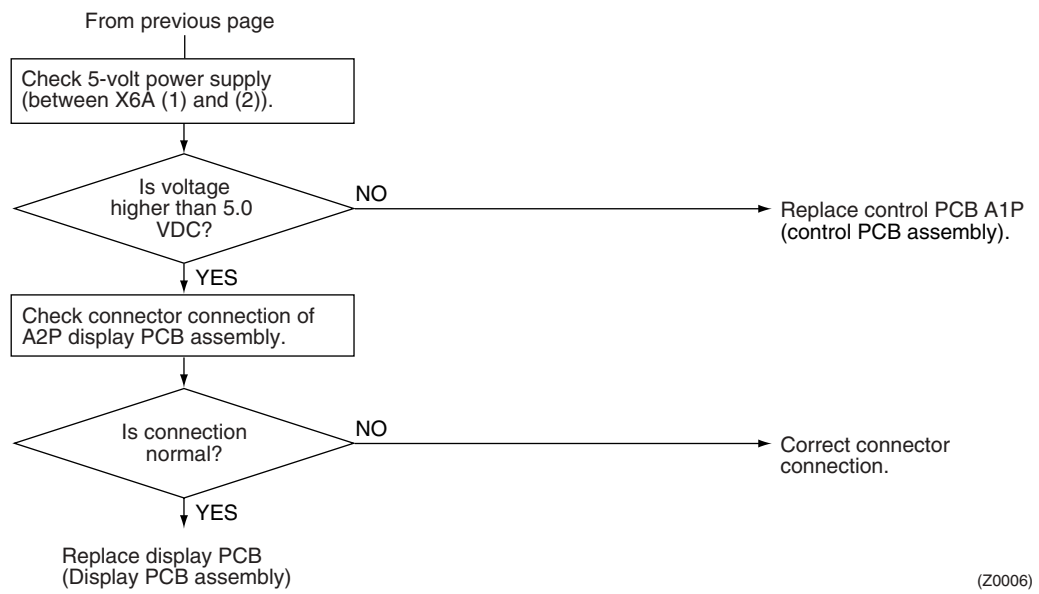 From previous page
Check 5-volt power supply
(between X6A (1) and (2)).
Is voltage
higher than 5.0
VDC?
NO
Replace control PCB A1P
(control PCB assembly).
YES
Check connector connection of
A2P display PCB assembly.
Is connection
normal?
NO
Correct connector
connection.
YES
Replace display PCB
(Display PCB assembly)
(Z0006)